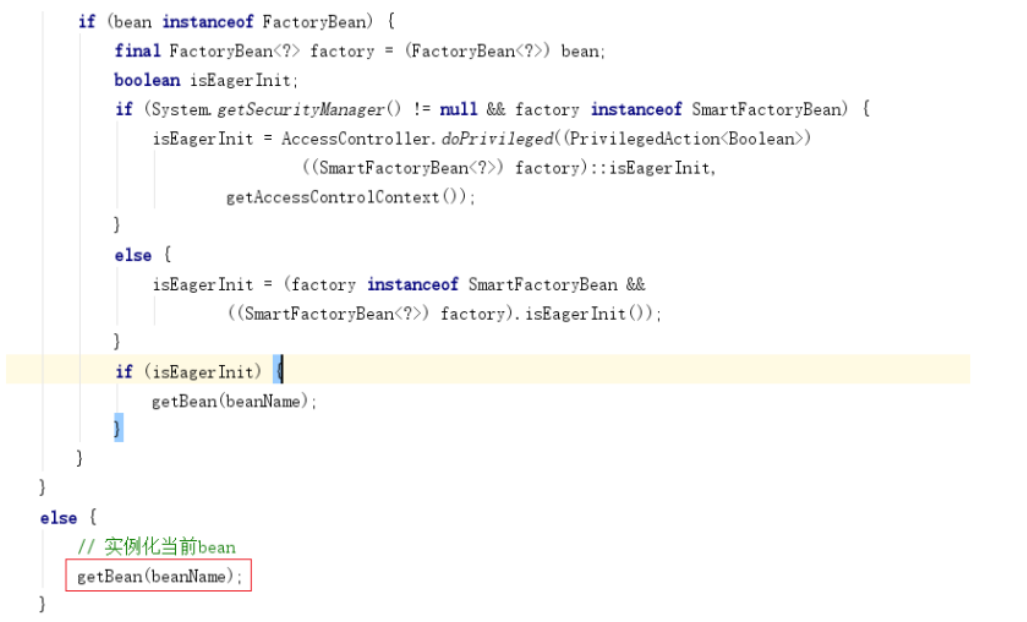 if (bean instanceof FactoryBean) {
final FactoryBean<?> factory = (FactoryBean<?>) bean;
boolean isEagerInit;
if (System.getSecurityManager() != null && factory instanceof SmartFactoryBean) {
isEagerInit = AccessController.doPrivileged((PrivilegedAction<Boolean>)
((SmartFactoryBean<?>) factory)::isEagerInit,
getAccessControlContext());
}
else {
isEagerInit = (factory instanceof SmartFactoryBean &&
((SmartFactoryBean<?>) factory).isEagerInit());
}
if (isEagerInit) {
getBean(beanName);
}
}
}
else {
// 实例化当前bean
getBean(beanName);
}